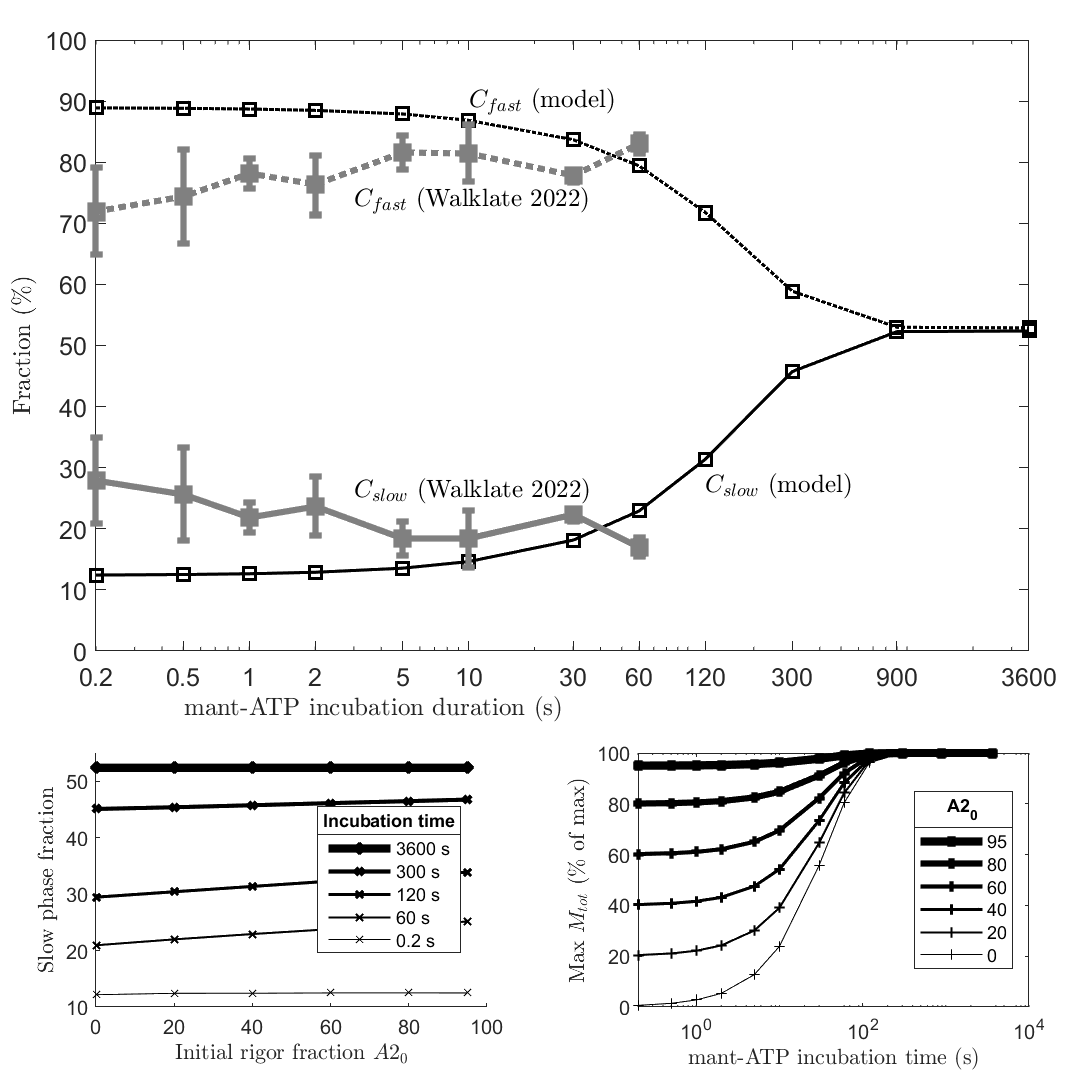 100
90
80
70
60
50
40
30
20
10
0
Fraction (%)
C_fast (model)
C_fast (Walklate 2022)
C_slow (Walklate 2022)
C_slow (model)
0.2 0.5 1 2 5 10 30 60 120 300 900 3600
mant-ATP incubation duration (s)
50
40
30
20
10
Slow phase fraction
Incubation time
3600 s
300 s
120 s
60 s
0.2 s
0 20 40 60 80 100
Initial rigor fraction A2_0
100
80
60
40
20
0
Max M_tot (% of max)
A2_0
95
80
60
40
20
0
10^0 10^2 10^4
mant-ATP incubation time (s)